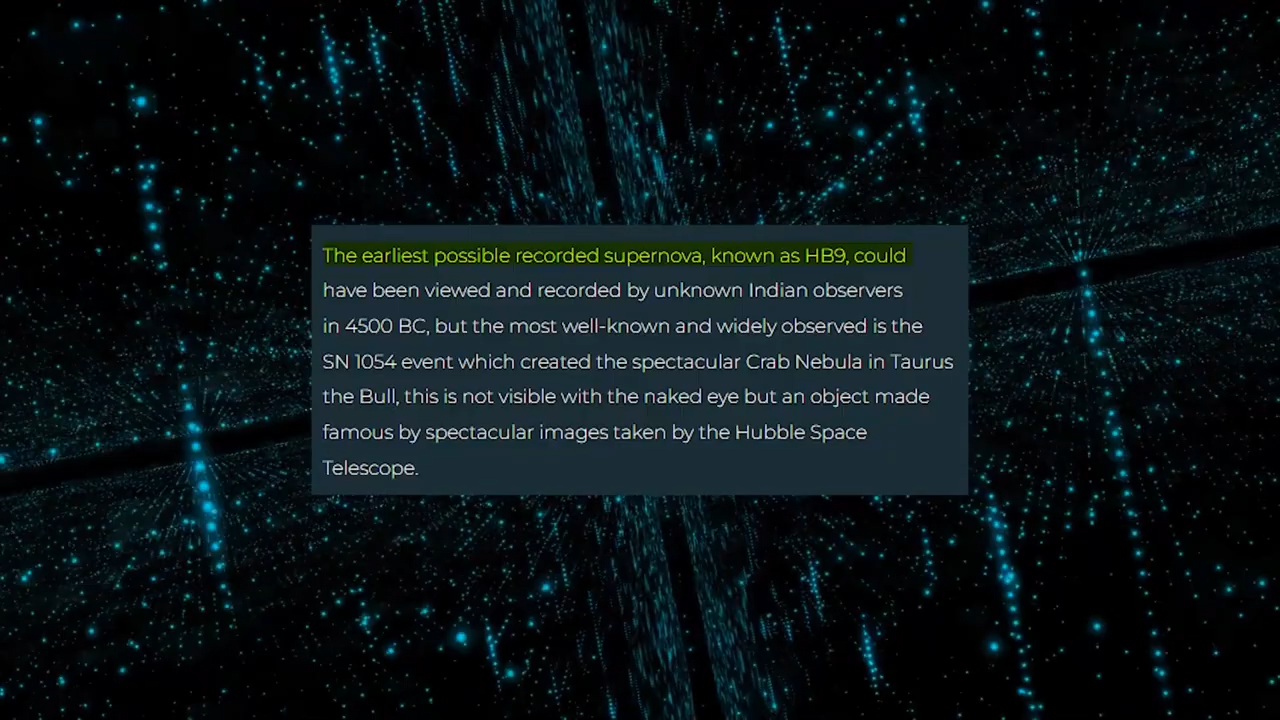 The earliest possible recorded supernova, known as HB9, could
have been viewed and recorded by unknown Indian observers
in 4500 BC, but the most well-known and widely observed is the
SN 1054 event which created the spectacular Crab Nebula in Taurus
the Bull, this is not visible with the naked eye but an object made
famous by spectacular images taken by the Hubble Space
Telescope.